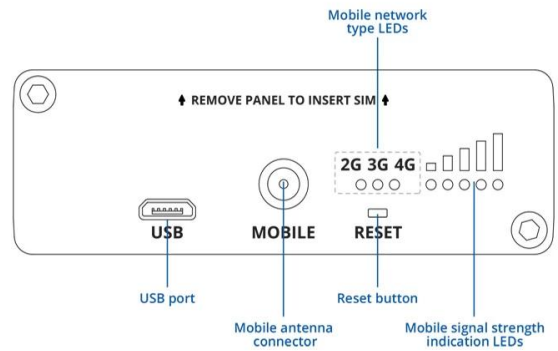 Mobile network
type LEDs
REMOVE PANEL TO INSERT SIM
2G 3G 4G
USB
MOBILE
RESET
USB port
Reset button
Mobile antenna
connector
Mobile signal strength
indication LEDs